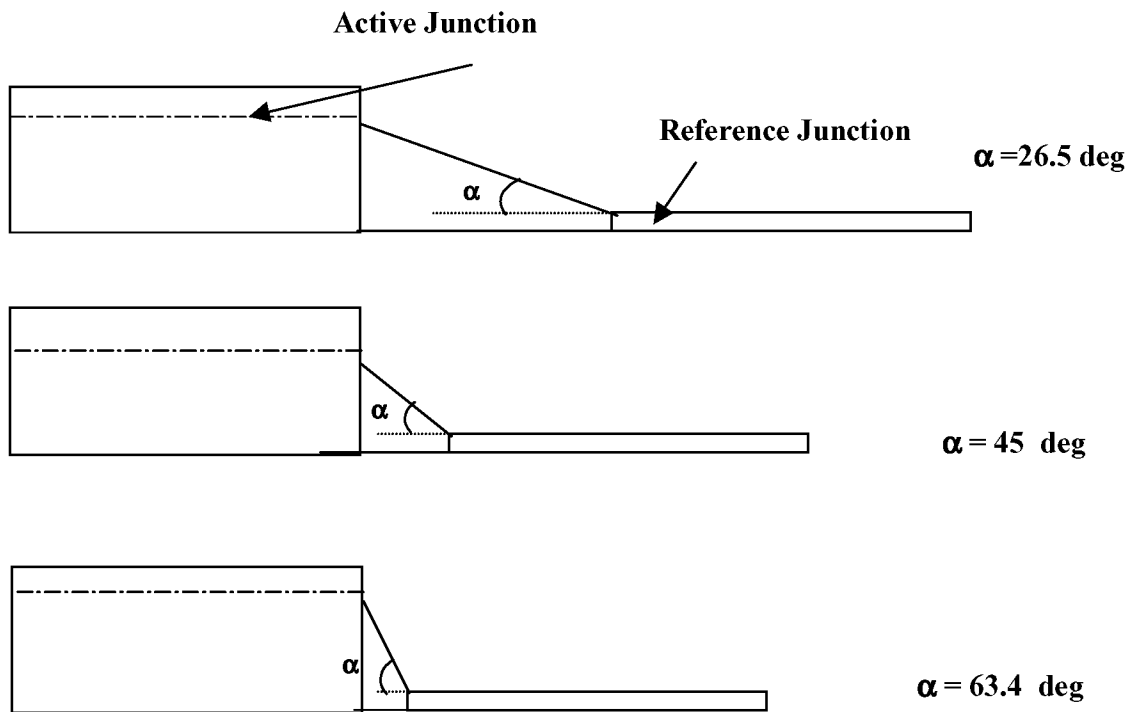 Active Junction
Reference Junction
α =26.5 deg
α
α
α = 45 deg
α
α = 63.4 deg